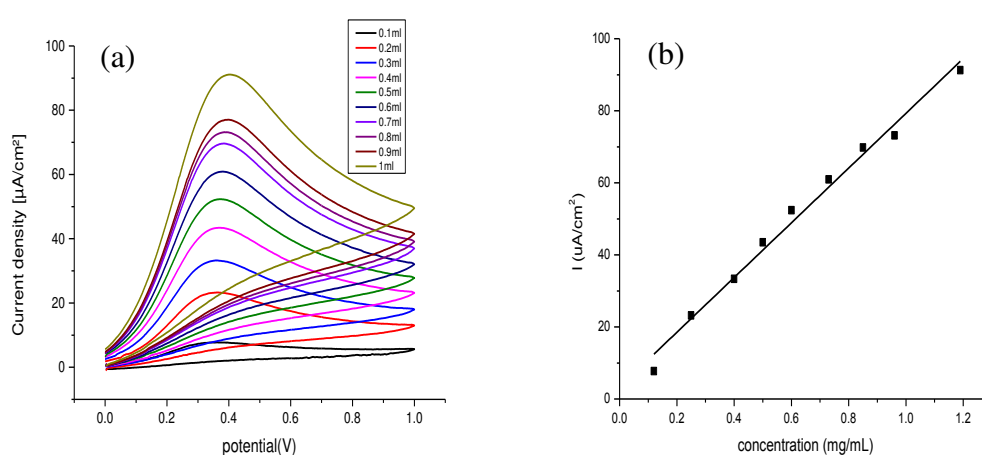 (a)
0.1ml
0.2ml
0.3ml
0.4ml
0.5ml
0.6ml
0.7ml
0.8ml
0.9ml
1ml
100
80
60
40
20
0
Current density [µA/cm²]
0.0 0.2 0.4 0.6 0.8 1.0
potential(V)
(b)
100
80
60
40
20
0
I (uA/cm²)
0.0 0.2 0.4 0.6 0.8 1.0 1.2
concentration (mg/mL)